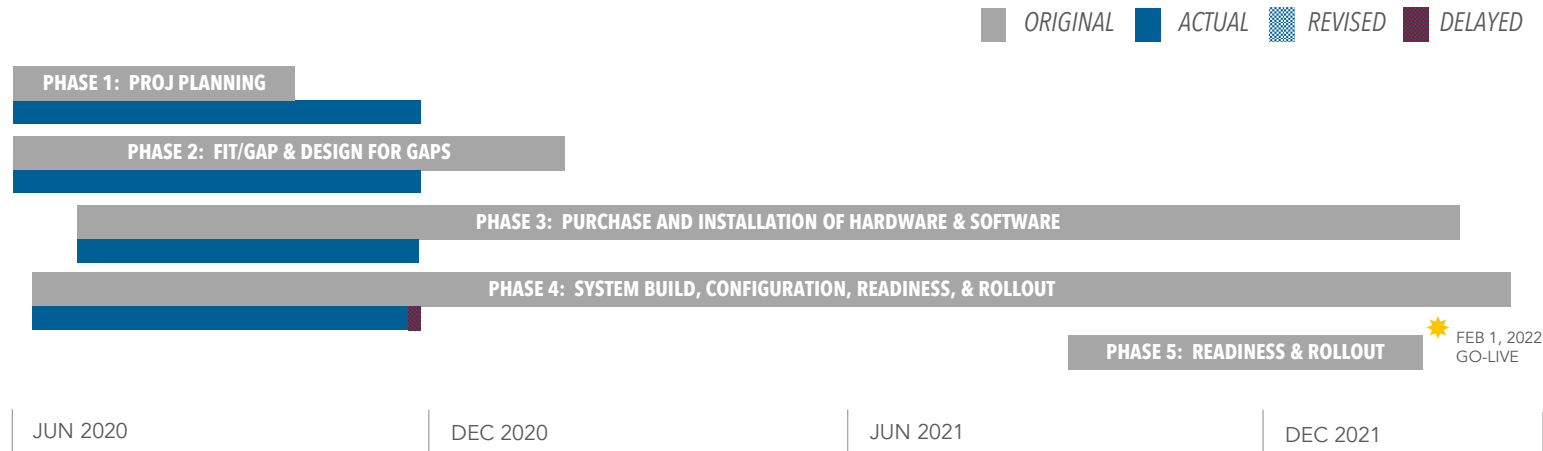 ORIGINAL ACTUAL REVISED DELAYED
PHASE 1: PROJ PLANNING
PHASE 2: FIT/GAP & DESIGN FOR GAPS
PHASE 3: PURCHASE AND INSTALLATION OF HARDWARE & SOFTWARE
PHASE 4: SYSTEM BUILD, CONFIGURATION, READINESS, & ROLLOUT
PHASE 5: READINESS & ROLLOUT
FEB 1, 2022
GO-LIVE
JUN 2020 DEC 2020 JUN 2021 DEC 2021